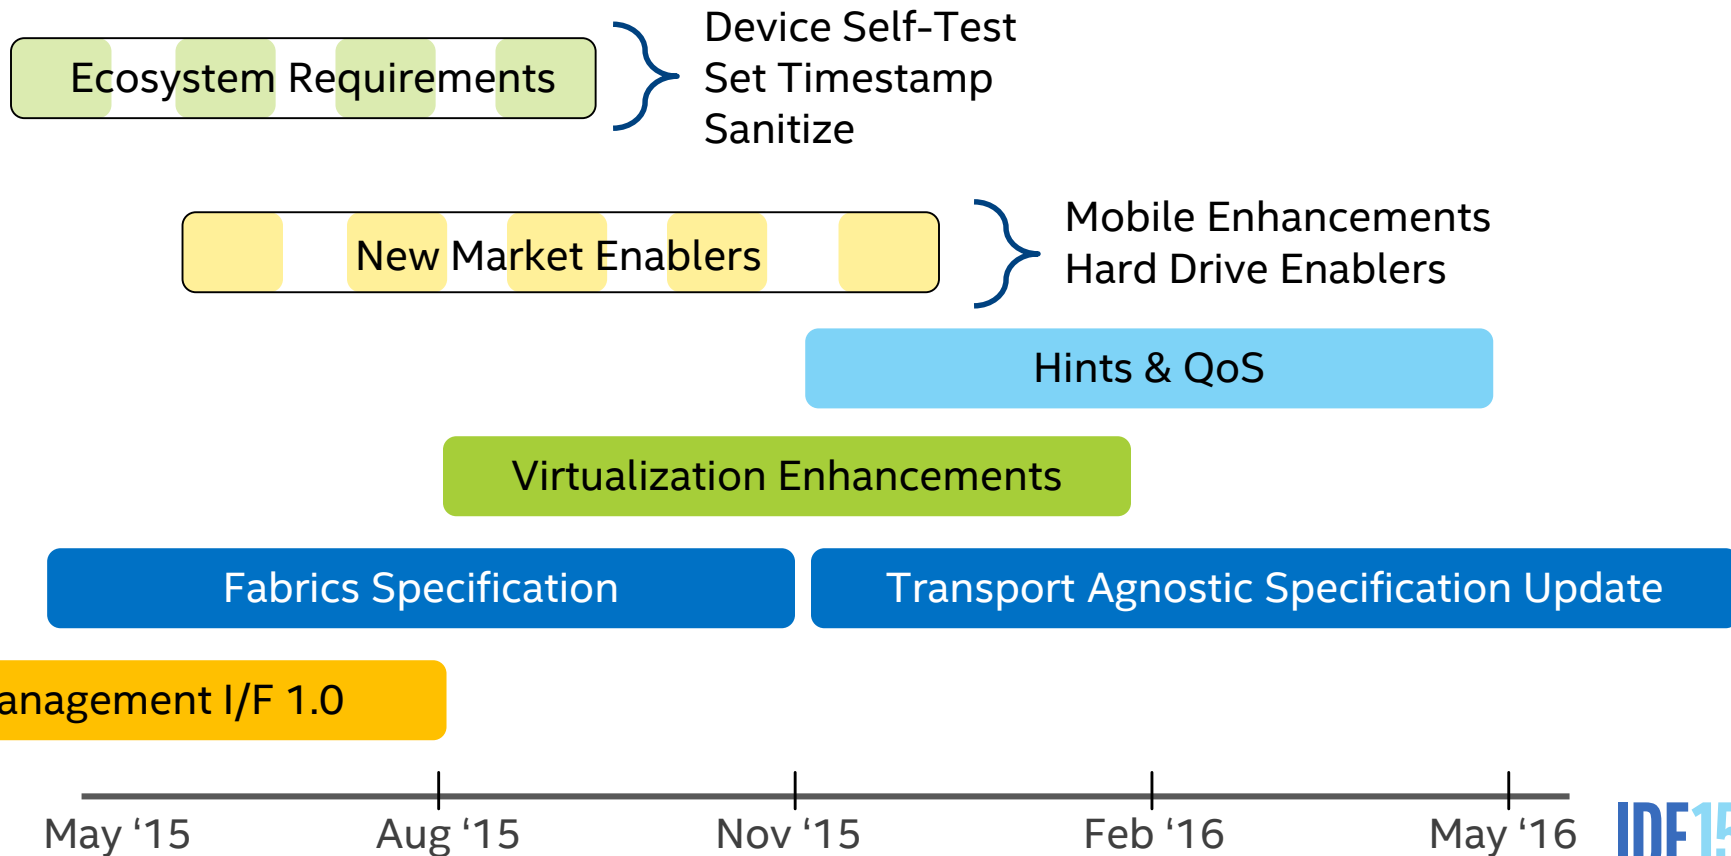 Ecosystem Requirements
Device Self-Test
Set Timestamp
Sanitize
New Market Enablers
Mobile Enhancements
Hard Drive Enablers
Hints & QoS
Virtualization Enhancements
Fabrics Specification
Transport Agnostic Specification Update
anagement I/F 1.0
May ‘15
Aug ‘15
Nov ‘15
Feb ‘16
May ‘16
IDF15